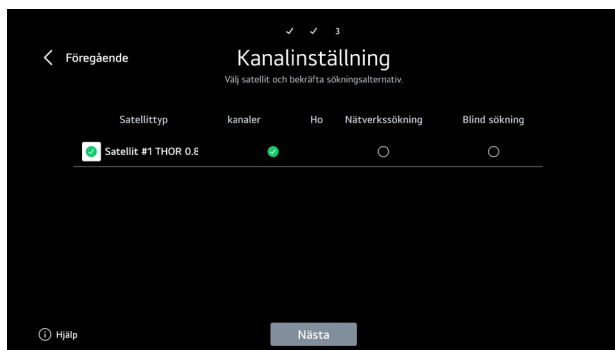 3
Föregående
Kanalinställning
Välj satellit och bekräfta sökningsalternativ.
Satellittyp kanaler Ho Nätverkssökning Blind sökning
Satellit #1 THOR 0.8
Hjälp
Nästa